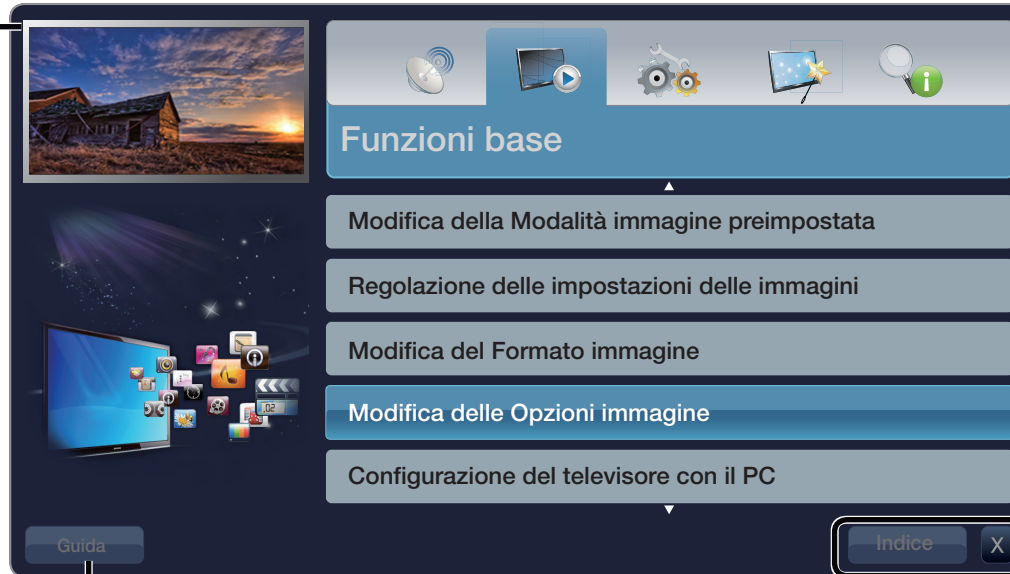 Funzioni base
Modifica della Modalità immagine preimpostata
Regolazione delle impostazioni delle immagini
Modifica del Formato immagine
Modifica delle Opzioni immagine
Configurazione del televisore con il PC
Guida
Indice
X